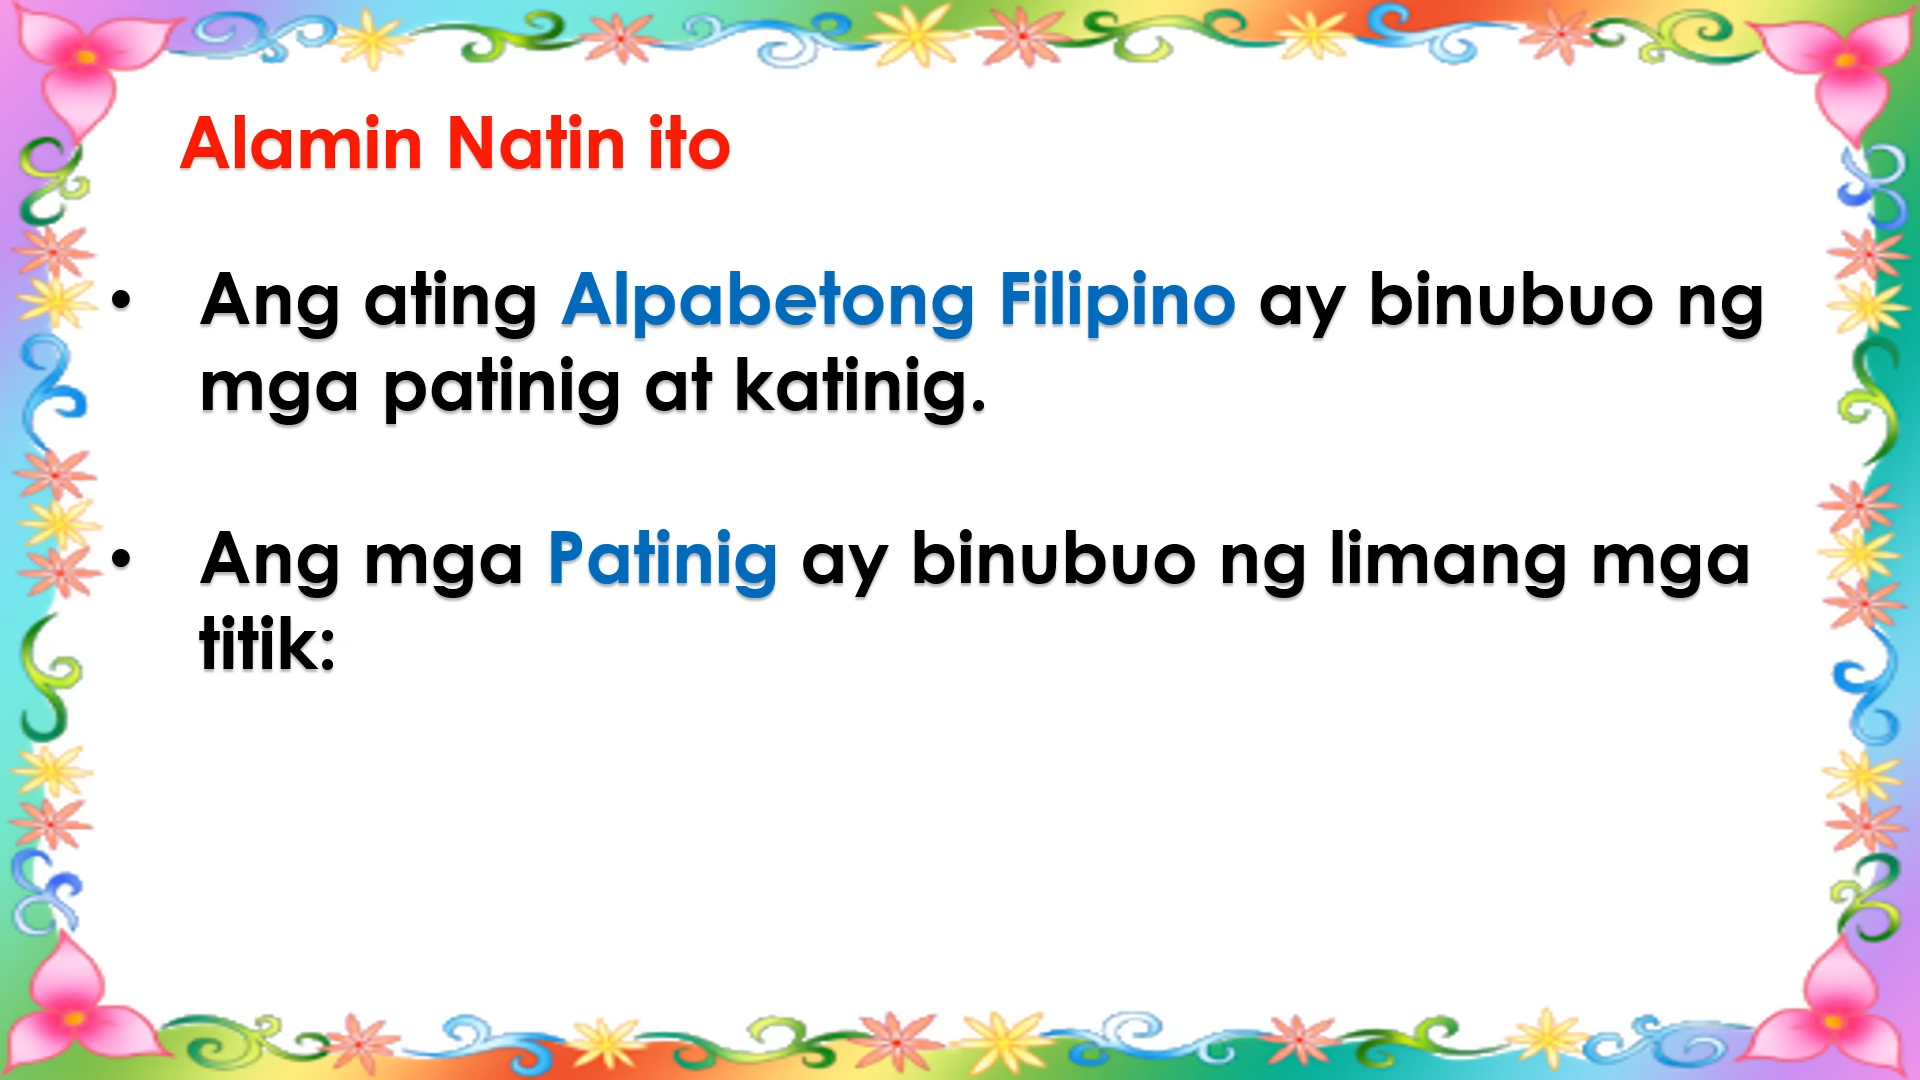 Alamin Natin ito
• Ang ating Alpabetong Filipino ay binubuo ng
mga patinig at katinig.
• Ang mga Patinig ay binubuo ng limang mga
titik: